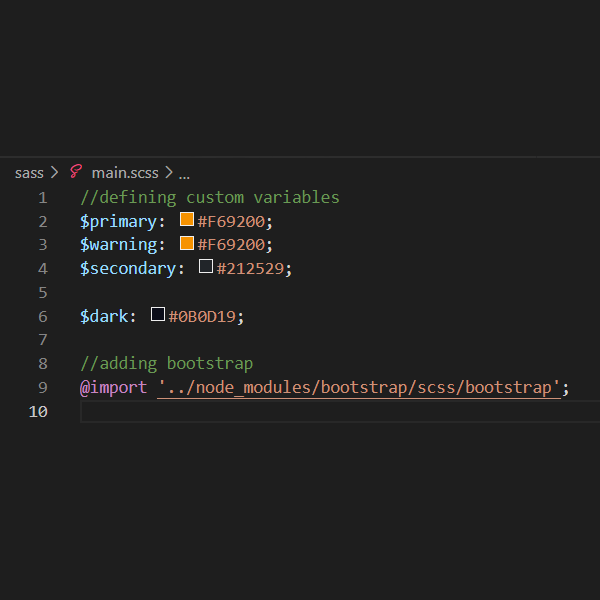 sass > main.scss > ...
1 //defining custom variables
2 $primary: #F69200;
3 $warning: #F69200;
4 $secondary: #212529;
5
6 $dark: #0B0D19;
7
8 //adding bootstrap
9 @import '../node_modules/bootstrap/scss/bootstrap';
10